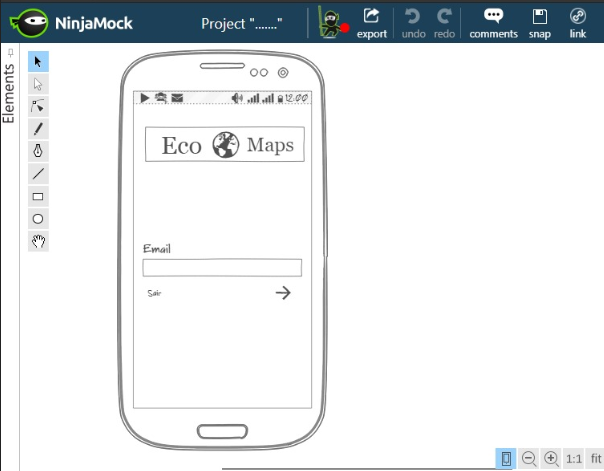 NinjaMock Project "......."
export undo redo comments snap link
Elements
12:00
Eco Maps
Email
Sair
1:1 fit